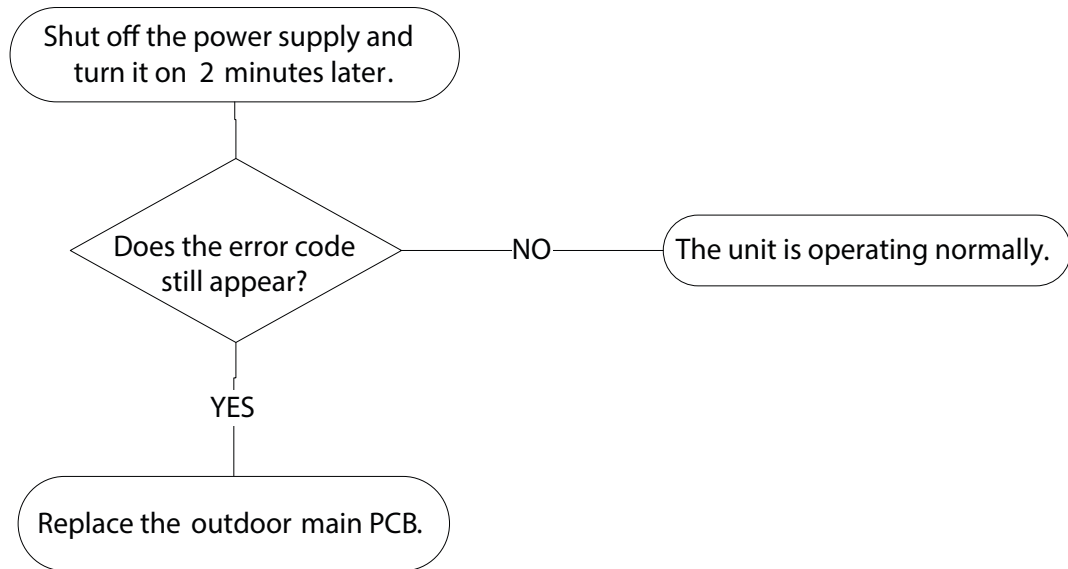 Shut off the power supply and
turn it on 2 minutes later.
Does the error code
still appear?
NO
The unit is operating normally.
YES
Replace the outdoor main PCB.